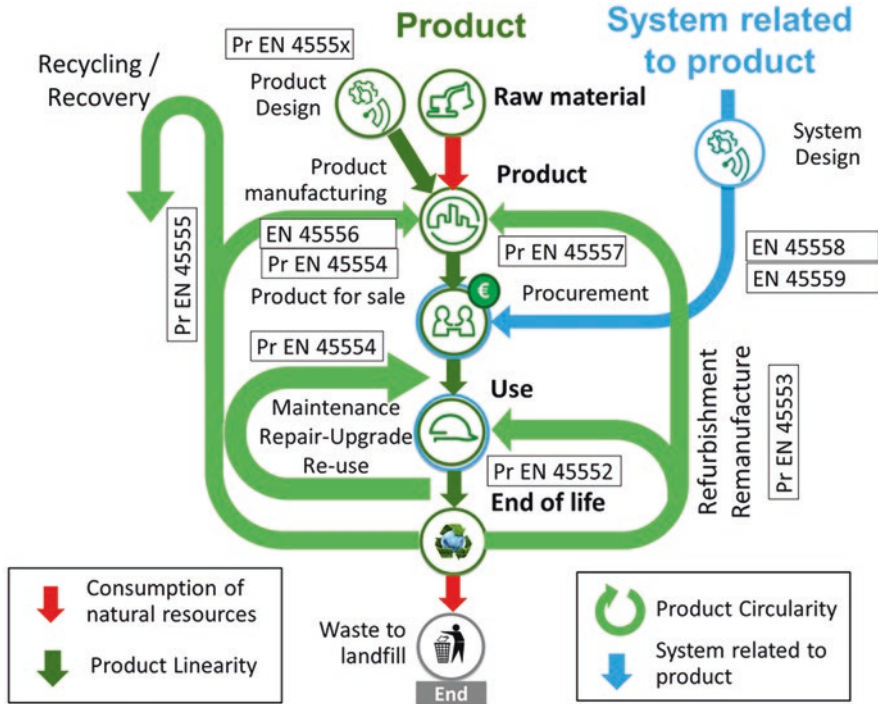 Product
System related
to product
Pr EN 4555x
Recycling /
Recovery
Product
Design
Raw material
System
Design
Product
manufacturing
Product
EN 45556
Pr EN 45554
Pr EN 45557
EN 45558
EN 45559
Pr EN 45555
Product for sale
€
Procurement
Pr EN 45554
Use
Maintenance
Repair-Upgrade
Re-use
Pr EN 45552
Refurbishment
Remanufacture
Pr EN 45553
End of life
Consumption of
natural resources
Product Linearity
Waste to
landfill
End
Product Circularity
System related to
product